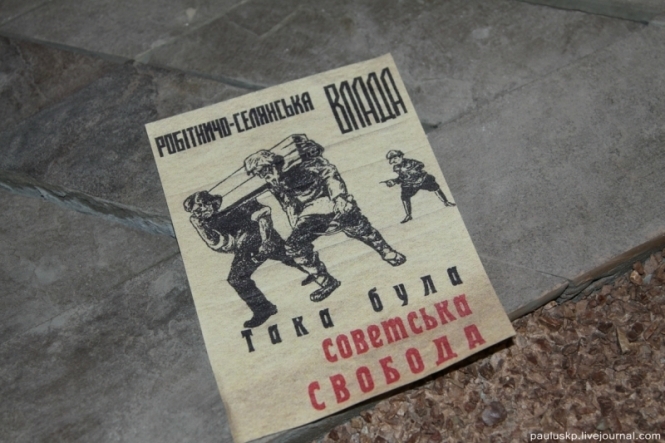 РОБІТНИЧО-СЕЛЯНСЬКА ВЛАДА
така була
советська
свобода
pauluskp.livejournal.com